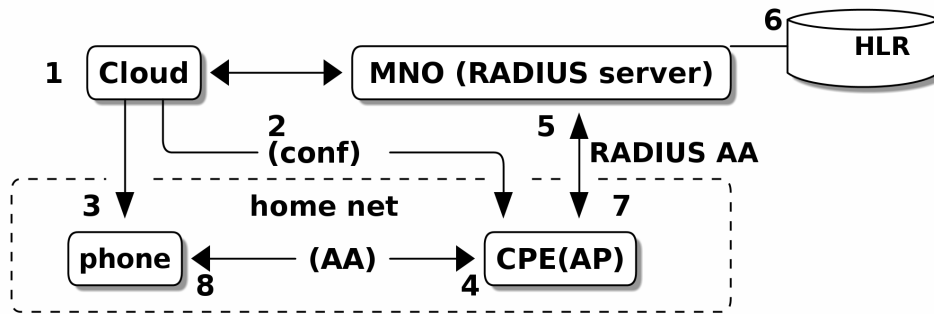 6
HLR
1
Cloud
MNO (RADIUS server)
2
(conf)
5
RADIUS AA
3
home net
7
phone
(AA)
CPE(AP)
8
4